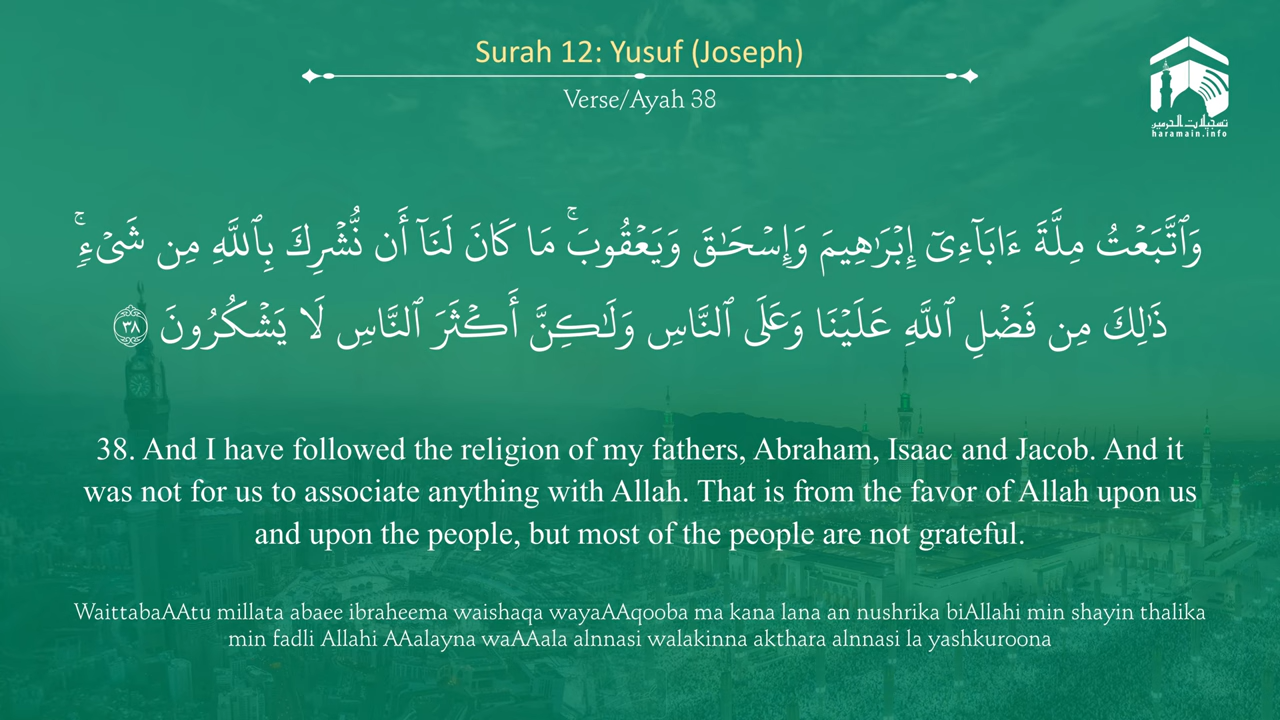 Surah 12: Yusuf (Joseph)
Verse/Ayah 38
تسجيلات الحرمين
haramain.info
وَٱتَّبَعْتُ مِلَّةَ ءَابَآءِىٓ إِبْرَٰهِيمَ وَإِسْحَـٰقَ وَيَعْقُوبَ ۚ مَا كَانَ لَنَآ أَن نُّشْرِكَ بِٱللَّهِ مِن شَىْءٍ ۚ
ذَٰلِكَ مِن فَضْلِ ٱللَّهِ عَلَيْنَا وَعَلَى ٱلنَّاسِ وَلَـٰكِنَّ أَكْثَرَ ٱلنَّاسِ لَا يَشْكُرُونَ ٣٨
38. And I have followed the religion of my fathers, Abraham, Isaac and Jacob. And it
was not for us to associate anything with Allah. That is from the favor of Allah upon us
and upon the people, but most of the people are not grateful.
WaittabaAAtu millata abaee ibraheema waishaqa wayaAAqooba ma kana lana an nushrika biAllahi min shayin thalika
min fadli Allahi AAalayna waAAala alnnasi walakinna akthara alnnasi la yashkuroona